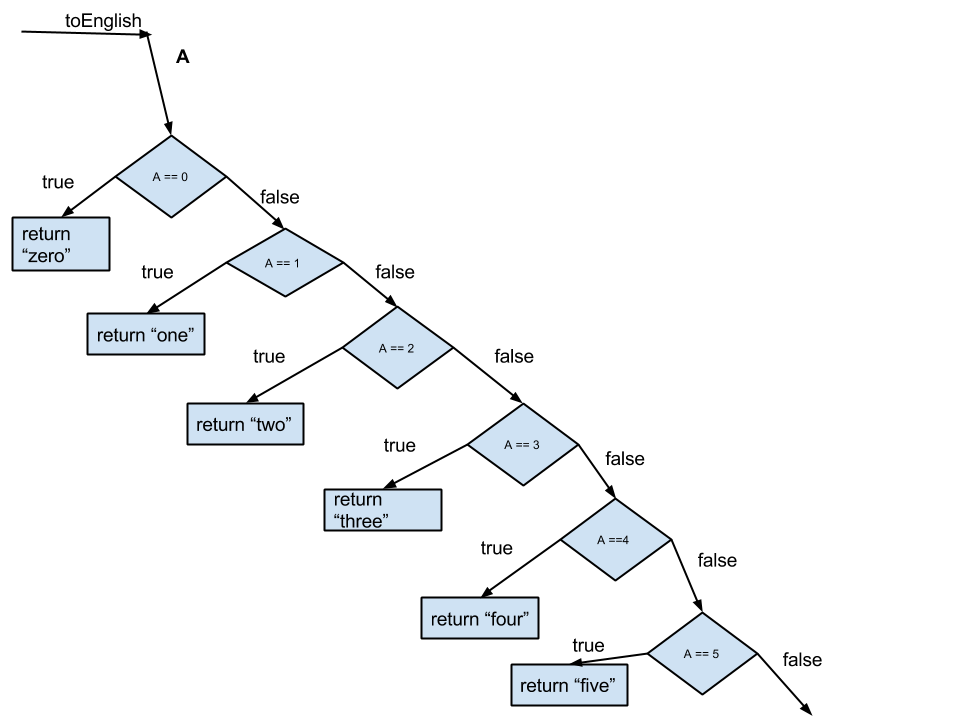 toEnglish
A
A == 0
true
false
return
“zero”
A == 1
true
false
return “one”
A == 2
true
false
return “two”
A == 3
true
false
return
“three”
A ==4
true
false
return “four”
A == 5
true
false
return “five”